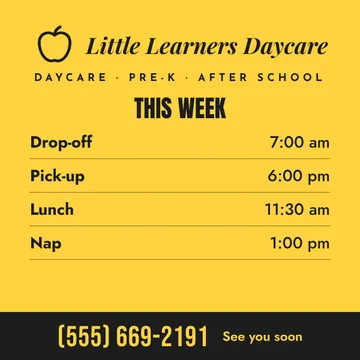 Little Learners Daycare
DAYCARE · PRE-K · AFTER SCHOOL
THIS WEEK
Drop-off 7:00 am
Pick-up 6:00 pm
Lunch 11:30 am
Nap 1:00 pm
(555) 669-2191 See you soon